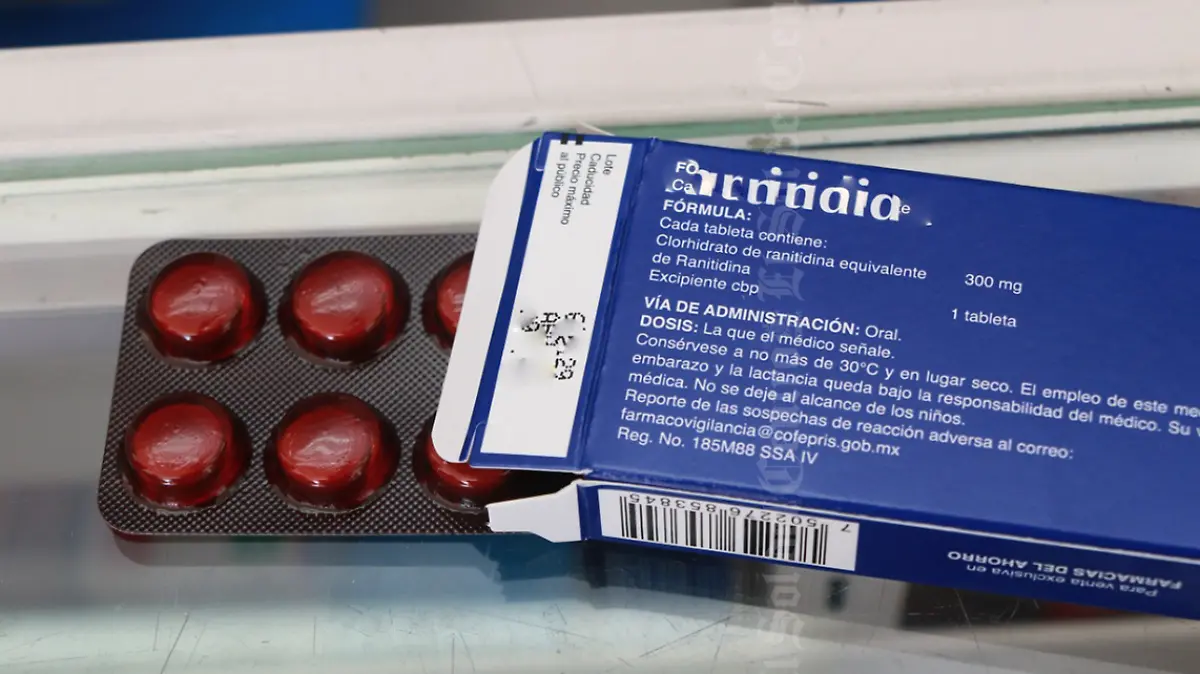 Lote
Caducidad
Precio máximo
al público
FÓRMULA:
Cada tableta contiene:
Clorhidrato de ranitidina equivalente
de Ranitidina 300 mg
Excipiente cbp 1 tableta
VÍA DE ADMINISTRACIÓN: Oral.
DOSIS: La que el médico señale.
Consérvese a no más de 30°C y en lugar seco. El empleo de este
embarazo y la lactancia queda bajo la responsabilidad del médico. Su
médica. No se deje al alcance de los niños.
Reporte de las sospechas de reacción adversa al correo:
farmacovigilancia@cofepris.gob.mx
Reg. No. 185M88 SSA IV
7 502276 853845
Para venta exclusiva en
FARMACIAS DEL AHORRO